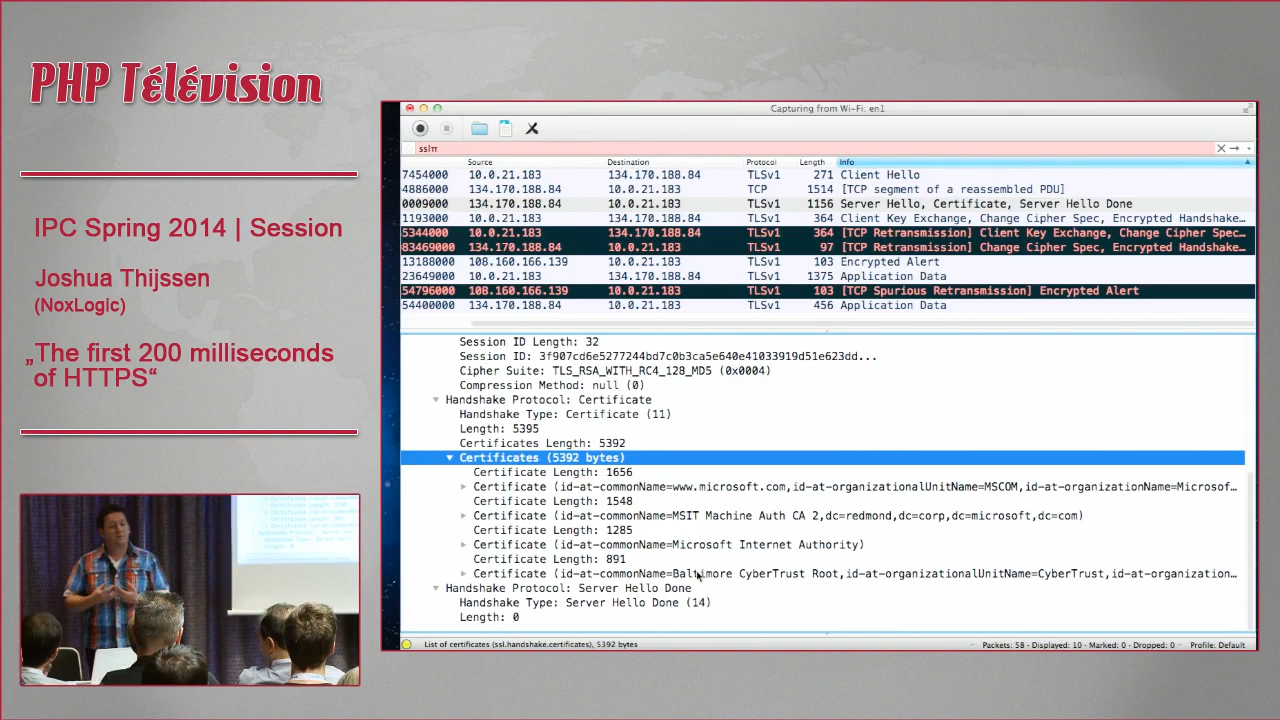 PHP Télévision
IPC Spring 2014 | Session
Joshua Thijssen
(NoxLogic)
„The first 200 milliseconds
of HTTPS“
Capturing from Wi-Fi: en1
Source Destination Protocol Length Info
7454000 10.0.21.183 134.170.188.84 TLSv1 271 Client Hello
4886000 134.170.188.84 10.0.21.183 TCP 1514 [TCP segment of a reassembled PDU]
0009000 134.170.188.84 10.0.21.183 TLSv1 1156 Server Hello, Certificate, Server Hello Done
1193000 10.0.21.183 134.170.188.84 TLSv1 364 Client Key Exchange, Change Cipher Spec, Encrypted Handshake…
5344000 10.0.21.183 134.170.188.84 TLSv1 364 [TCP Retransmission] Client Key Exchange, Change Cipher Spec…
83469000 134.170.188.84 10.0.21.183 TLSv1 97 [TCP Retransmission] Change Cipher Spec, Encrypted Handshake…
13188000 108.160.166.139 10.0.21.183 TLSv1 103 Encrypted Alert
23649000 10.0.21.183 134.170.188.84 TLSv1 1375 Application Data
54796000 108.160.166.139 10.0.21.183 TLSv1 103 [TCP Spurious Retransmission] Encrypted Alert
54400000 134.170.188.84 10.0.21.183 TLSv1 456 Application Data
Session ID Length: 32
Session ID: 3f907cd6e5277244bd7c0b3ca5e640e41033919d51e623dd...
Cipher Suite: TLS_RSA_WITH_RC4_128_MD5 (0x0004)
Compression Method: null (0)
Handshake Protocol: Certificate
Handshake Type: Certificate (11)
Length: 5395
Certificates Length: 5392
Certificates (5392 bytes)
Certificate Length: 1656
Certificate (id-at-commonName=www.microsoft.com,id-at-organizationalUnitName=MSCOM,id-at-organizationName=Microsof…
Certificate Length: 1548
Certificate (id-at-commonName=MSIT Machine Auth CA 2,dc=redmond,dc=corp,dc=microsoft,dc=com)
Certificate Length: 1285
Certificate (id-at-commonName=Microsoft Internet Authority)
Certificate Length: 891
Certificate (id-at-commonName=Baltimore CyberTrust Root,id-at-organizationalUnitName=CyberTrust,id-at-organization…
Handshake Protocol: Server Hello Done
Handshake Type: Server Hello Done (14)
Length: 0
List of certificates (ssl.handshake.certificates), 5392 bytes
Packets: 58 · Displayed: 10 · Marked: 0 · Dropped: 0
Profile: Default